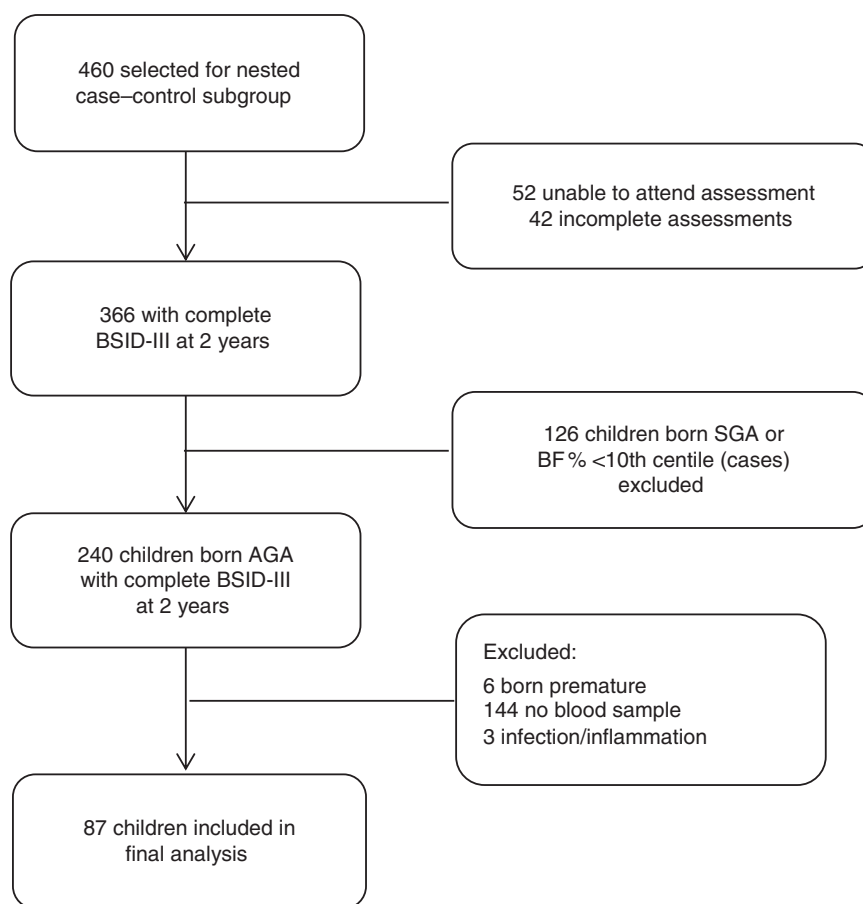 460 selected for nested
case–control subgroup
52 unable to attend assessment
42 incomplete assessments
366 with complete
BSID-III at 2 years
126 children born SGA or
BF % <10th centile (cases)
excluded
240 children born AGA
with complete BSID-III
at 2 years
Excluded:
6 born premature
144 no blood sample
3 infection/inflammation
87 children included in
final analysis